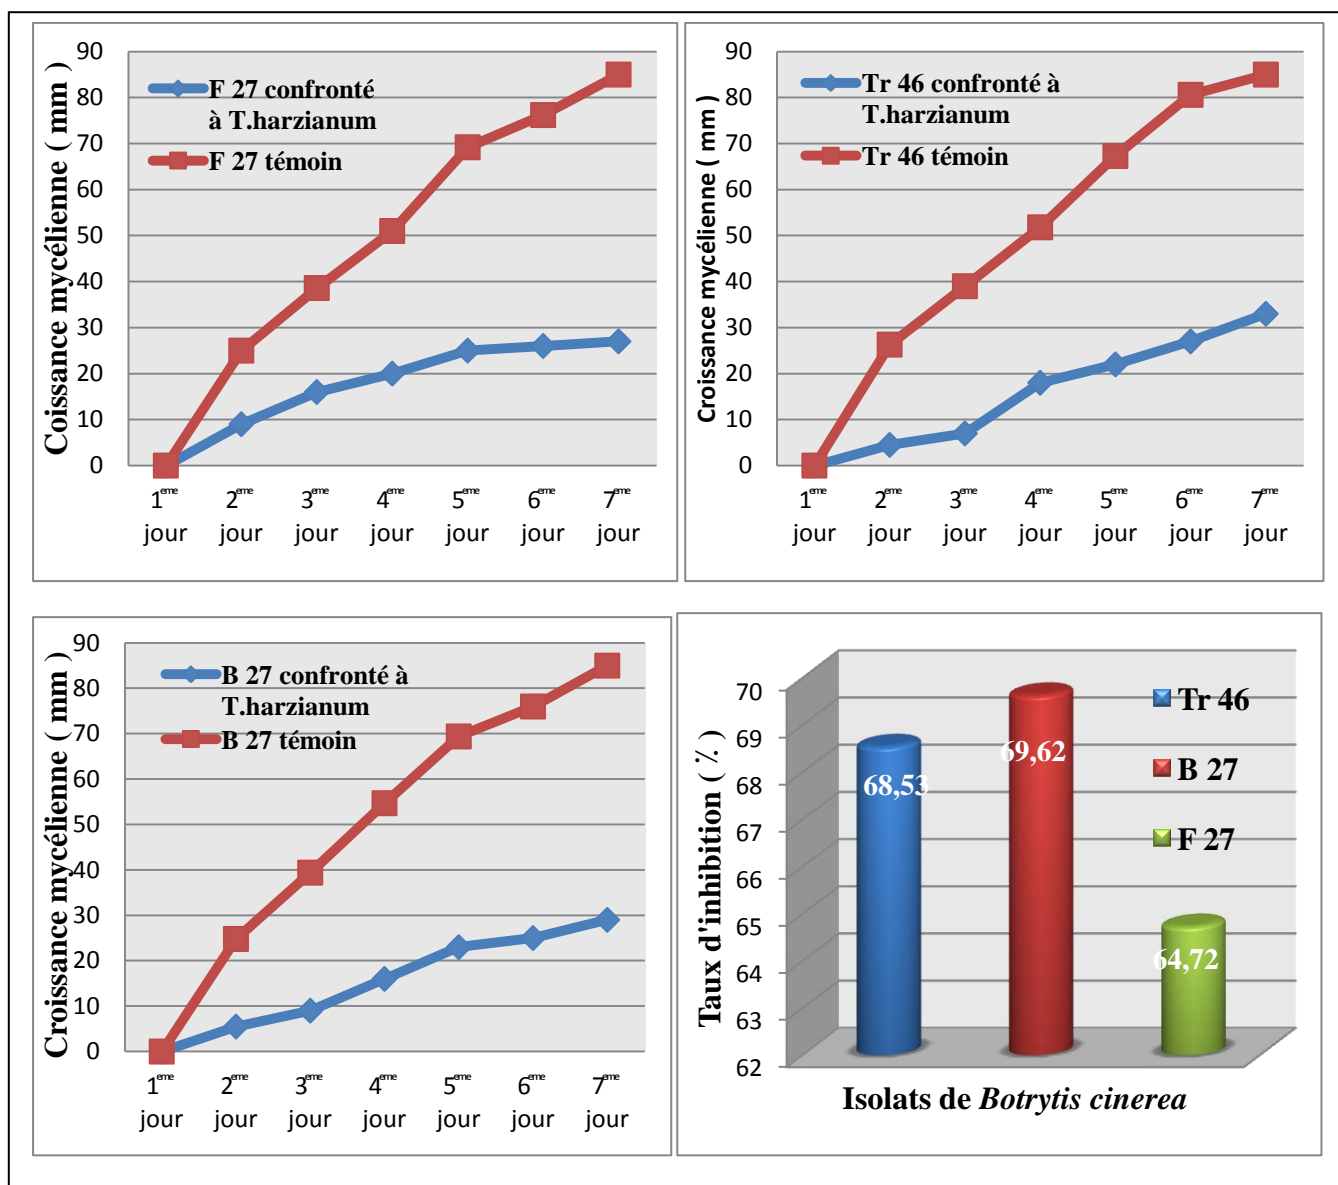 Coissance mycélienne ( mm )
90
80
70
60
50
40
30
20
10
0
F 27 confronté
à T.harzianum
F 27 témoin
1eme 2eme 3eme 4eme 5eme 6eme 7eme
jour jour jour jour jour jour jour
Croissance mycélienne ( mm )
90
80
70
60
50
40
30
20
10
0
Tr 46 confronté à
T.harzianum
Tr 46 témoin
1eme 2eme 3eme 4eme 5eme 6eme 7eme
jour jour jour jour jour jour jour
Croissance mycélienne ( mm )
90
80
70
60
50
40
30
20
10
0
B 27 confronté à
T.harzianum
B 27 témoin
1eme 2eme 3eme 4eme 5eme 6eme 7eme
jour jour jour jour jour jour jour
Taux d'inhibition ( % )
70
69
68
67
66
65
64
63
62
68,53
69,62
64,72
Tr 46
B 27
F 27
Isolats de Botrytis cinerea